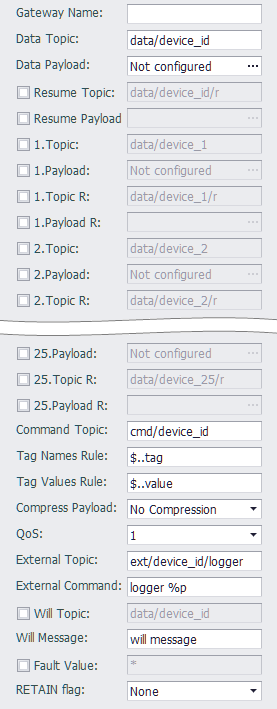 Gateway Name:
Data Topic: data/device_id
Data Payload: Not configured ...
Resume Topic: data/device_id/r
Resume Payload ...
1.Topic: data/device_1
1.Payload: Not configured ...
1.Topic R: data/device_1/r
1.Payload R: ...
2.Topic: data/device_2
2.Payload: Not configured ...
2.Topic R: data/device_2/r
25.Payload: Not configured ...
25.Topic R: data/device_25/r
25.Payload R: ...
Command Topic: cmd/device_id
Tag Names Rule: $..tag
Tag Values Rule: $..value
Compress Payload: No Compression
QoS: 1
External Topic: ext/device_id/logger
External Command: logger %p
Will Topic: data/device_id
Will Message: will message
Fault Value: *
RETAIN flag: None